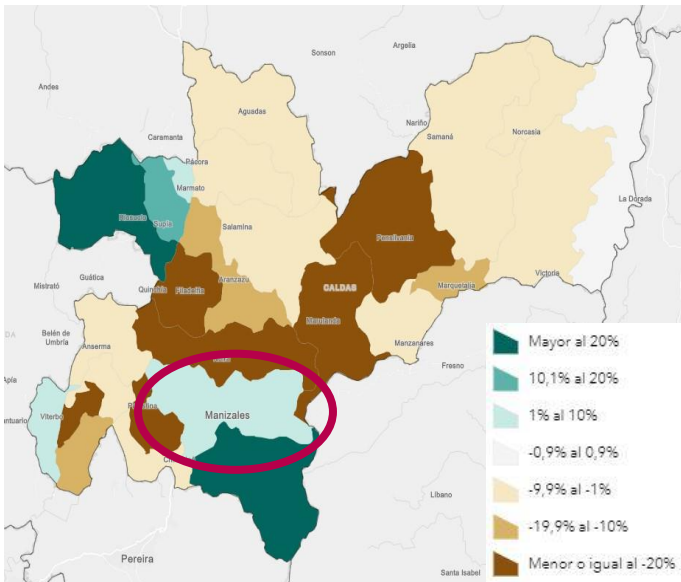 Sonson
Argelia
Andes
Aguadas
Nariño
Caramanta
Samaná
Norcasia
Pácora
Marmato
La Dorada
Riosucio
Supía
Salamina
Pensilvania
Guática
Mistrató
Quinchía
Filadelfia
Aranzazu
CALDAS
Marquetalia
Victoria
Marulanda
Belén de
Umbría
Anserma
Manzanares
Mayor al 20%
Fresno
10,1% al 20%
Apía
Viterbo
Manizales
1% al 10%
-0,9% al 0,9%
-9,9% al -1%
Líbano
-19,9% al -10%
Pereira
Santa Isabel
Menor o igual al -20%